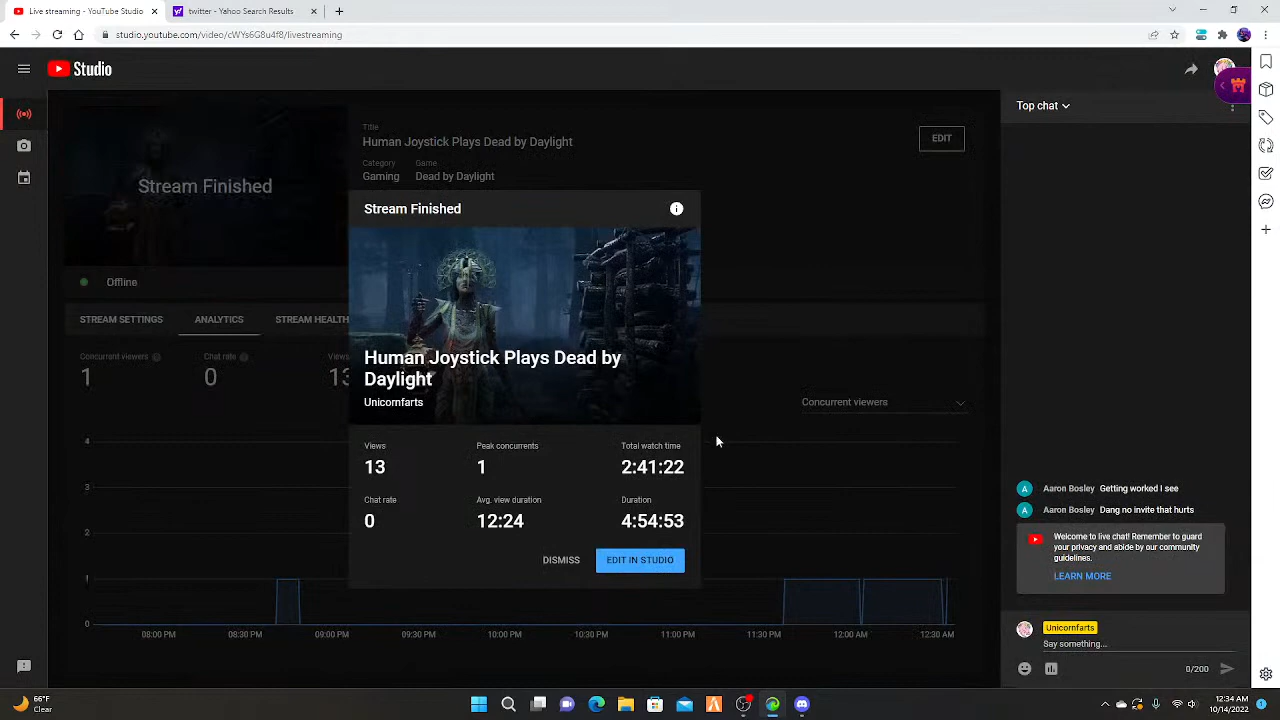 Live streaming - YouTube Studio
twitter - Yahoo Search Results
studio.youtube.com/video/cWYs6G8u4f8/livestreaming
Studio
Top chat
Title
Human Joystick Plays Dead by Daylight
EDIT
Category Game
Gaming Dead by Daylight
Stream Finished
Offline
STREAM SETTINGS ANALYTICS STREAM HEALTH
Concurrent viewers Chat rate Views
1 0 13
Concurrent viewers
4
3
2
1
0
08:00 PM 08:30 PM 09:00 PM 09:30 PM 10:00 PM 10:30 PM 11:00 PM 11:30 PM 12:00 AM 12:30 AM
Stream Finished
Human Joystick Plays Dead by
Daylight
Unicornfarts
Views Peak concurrents Total watch time
13 1 2:41:22
Chat rate Avg. view duration Duration
0 12:24 4:54:53
DISMISS EDIT IN STUDIO
A Aaron Bosley Getting worked I see
A Aaron Bosley Dang no invite that hurts
Welcome to live chat! Remember to guard
your privacy and abide by our community
guidelines.
LEARN MORE
Unicornfarts
Say something...
0/200
66°F
12:34 AM
10/4/2022
1